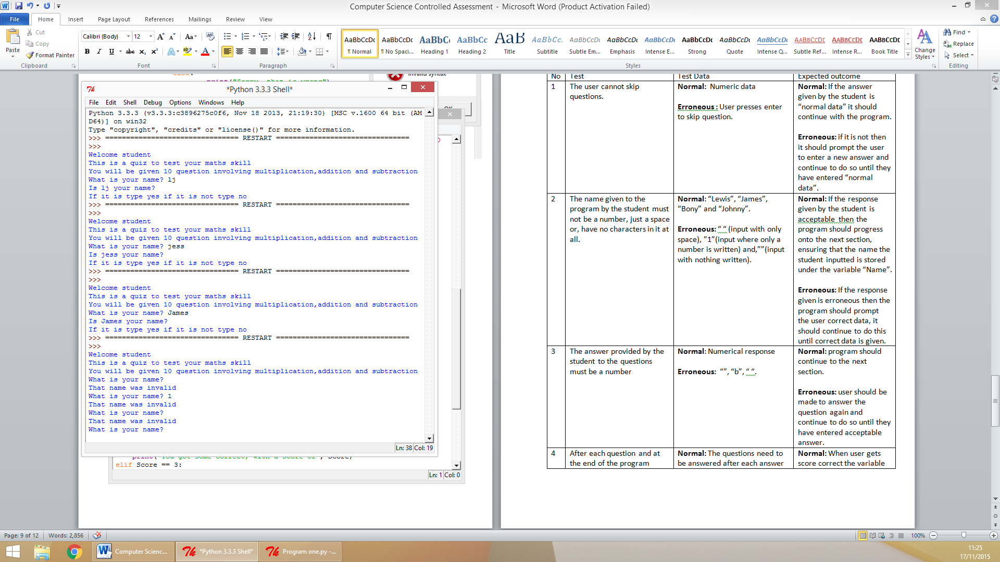 Computer Science Controlled Assessment - Microsoft Word (Product Activation Failed)
File Home Insert Page Layout References Mailings Review View
Paste
Cut
Copy
Format Painter
Clipboard
Calibri (Body) 12
Font
Paragraph
AaBbCcDc AaBbCcDc AaBbCc AaBbCc AaB AaBbCc. AaBbCcDc AaBbCcDc AaBbCcDc AaBbCcDc AaBbCcDc AaBbCcDc AABBCCDE AABBCCDE AABBCCDE
¶ Normal ¶ No Spaci... Heading 1 Heading 2 Title Subtitle Subtle Em... Emphasis Intense E... Strong Quote Intense Q... Subtle Ref... Intense R... Book Title
Styles
Change Styles
Find
Replace
Select
Editing
else:
print("Sorry, that is wrong")
invalid syntax
OK
*Python 3.3.3 Shell*
File Edit Shell Debug Options Windows Help
Python 3.3.3 (v3.3.3:c3896275c0f6, Nov 18 2013, 21:19:30) [MSC v.1600 64 bit (AM
D64)] on win32
Type "copyright", "credits" or "license()" for more information.
>>> ================================ RESTART ================================
>>>
Welcome student
This is a quiz to test your maths skill
You will be given 10 question involving multiplication,addition and subtraction
What is your name? lj
Is lj your name?
If it is type yes if it is not type no
>>> ================================ RESTART ================================
>>>
Welcome student
This is a quiz to test your maths skill
You will be given 10 question involving multiplication,addition and subtraction
What is your name? jess
Is jess your name?
If it is type yes if it is not type no
>>> ================================ RESTART ================================
>>>
Welcome student
This is a quiz to test your maths skill
You will be given 10 question involving multiplication,addition and subtraction
What is your name? James
Is James your name?
If it is type yes if it is not type no
>>> ================================ RESTART ================================
>>>
Welcome student
This is a quiz to test your maths skill
You will be given 10 question involving multiplication,addition and subtraction
What is your name?
That name was invalid
What is your name? 1
That name was invalid
What is your name?
That name was invalid
What is your name?
Ln: 38 Col: 19
print("You got some correct, with a score of", Score)
elif Score == 3:
Ln: 1 Col: 0
No Test Test Data Expected outcome
1
The user cannot skip
questions.
Normal: Numeric data
Erroneous : User presses enter
to skip question.
Normal: If the answer
given by the student is
“normal data” it should
continue with the program.
Erroneous: if it is not then
it should prompt the user
to enter a new answer and
continue to do so until they
have entered “normal
data”.
2
The name given to the
program by the student must
not be a number, just a space
or, have no characters in it at
all.
Normal: “Lewis”, “James”,
“Bony” and “Johnny”.
Erroneous: “ “ (input with only
space), ”1”(input where only a
number is written) and,””(input
with nothing written).
Normal: If the response
given by the student is
acceptable then the
program should progress
onto the next section,
ensuring that the name the
student inputted is stored
under the variable “Name”.
Erroneous: If the response
given is erroneous then the
program should prompt
the user correct data, it
should continue to do this
until correct data is given.
3
The answer provided by the
student to the questions
must be a number
Normal: Numerical response
Erroneous: “”, “b”, “ “.
Normal: program should
continue to the next
section.
Erroneous: user should be
made to answer the
question again and
continue to do so until they
have entered acceptable
answer.
4
After each question and at
the end of the program
Normal: The questions need to
be answered after each answer
Normal: When user gets
score correct the variable
Page: 9 of 12 Words: 2,856
100%
Computer Scienc... *Python 3.3.3 Shell* Program one.py -...
11:25
17/11/2015